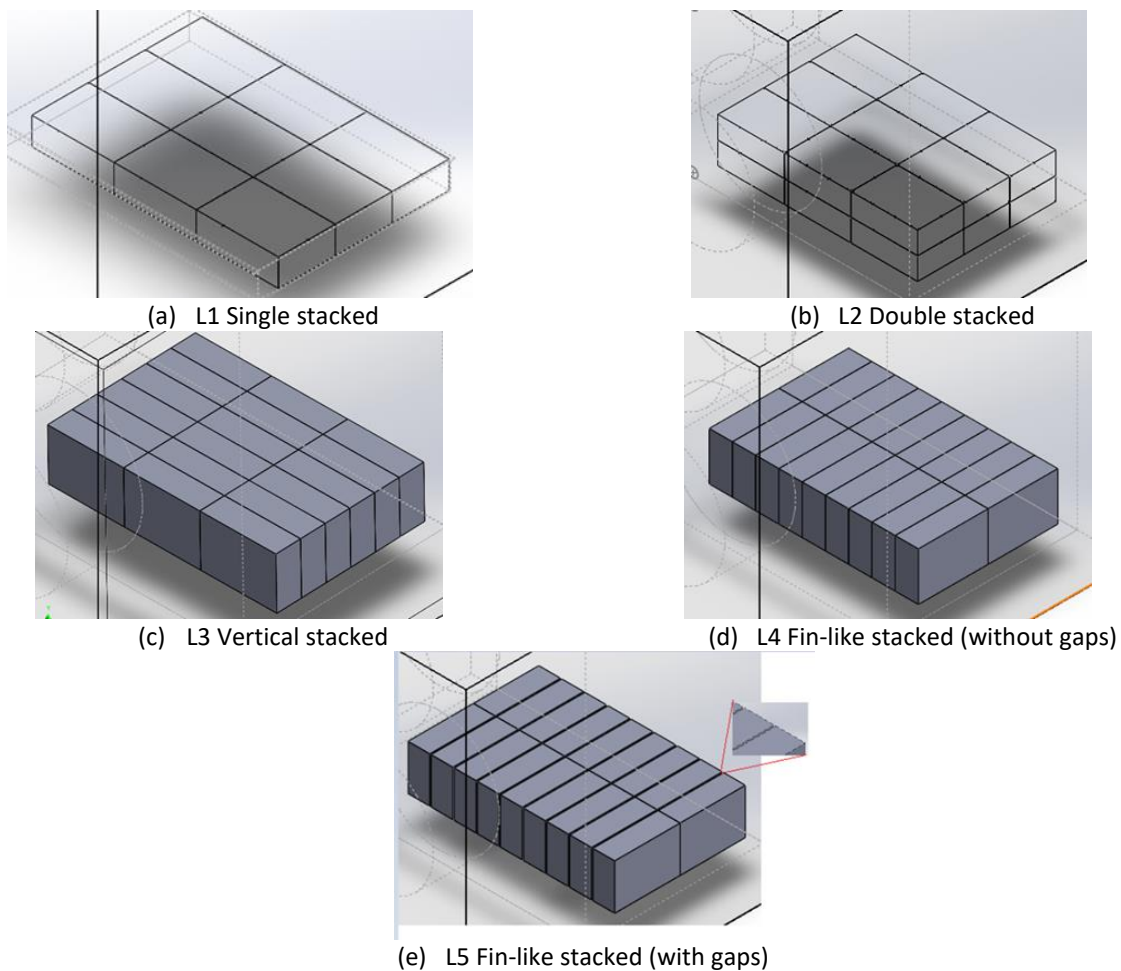 (a) L1 Single stacked
(b) L2 Double stacked
(c) L3 Vertical stacked
(d) L4 Fin-like stacked (without gaps)
(e) L5 Fin-like stacked (with gaps)